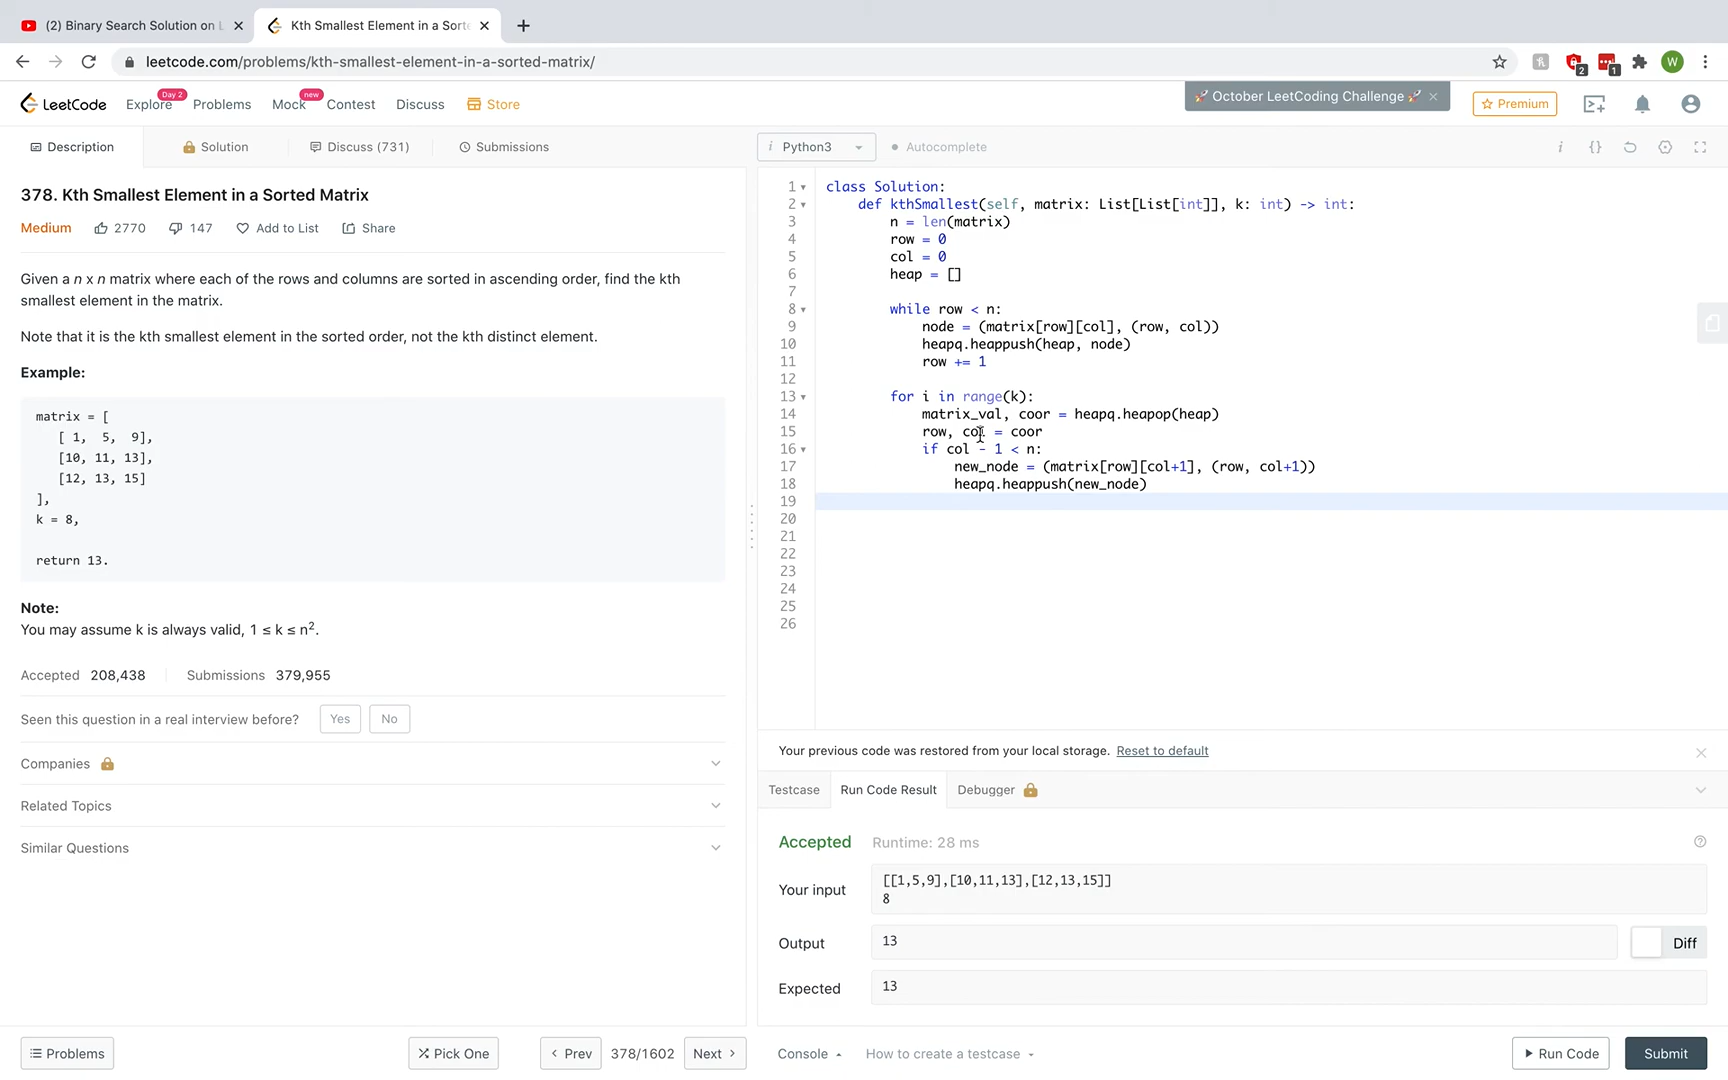 (2) Binary Search Solution on L
Kth Smallest Element in a Sorte
leetcode.com/problems/kth-smallest-element-in-a-sorted-matrix/
2
1
W
LeetCode
Explore
Day 2
Problems
Mock
new
Contest
Discuss
Store
🚀 October LeetCoding Challenge 🚀 ×
Premium
Description
Solution
Discuss (731)
Submissions
i Python3
Autocomplete
i {}
378. Kth Smallest Element in a Sorted Matrix
Medium 2770 147 Add to List Share
Given a n x n matrix where each of the rows and columns are sorted in ascending order, find the kth
smallest element in the matrix.
Note that it is the kth smallest element in the sorted order, not the kth distinct element.
Example:
matrix = [
[ 1, 5, 9],
[10, 11, 13],
[12, 13, 15]
],
k = 8,
return 13.
Note:
You may assume k is always valid, 1 ≤ k ≤ n².
Accepted 208,438 Submissions 379,955
Seen this question in a real interview before? Yes No
Companies
Related Topics
Similar Questions
Problems
Pick One
Prev
378/1602
Next
1 class Solution:
2 def kthSmallest(self, matrix: List[List[int]], k: int) -> int:
3 n = len(matrix)
4 row = 0
5 col = 0
6 heap = []
7
8 while row < n:
9 node = (matrix[row][col], (row, col))
10 heapq.heappush(heap, node)
11 row += 1
12
13 for i in range(k):
14 matrix_val, coor = heapq.heappop(heap)
15 row, col = coor
16 if col - 1 < n:
17 new_node = (matrix[row][col+1], (row, col+1))
18 heapq.heappush(new_node)
19
20
21
22
23
24
25
26
Your previous code was restored from your local storage. Reset to default
Testcase
Run Code Result
Debugger
Accepted Runtime: 28 ms
Your input
[[1,5,9],[10,11,13],[12,13,15]]
8
Output
13
Diff
Expected
13
Console
How to create a testcase
Run Code
Submit